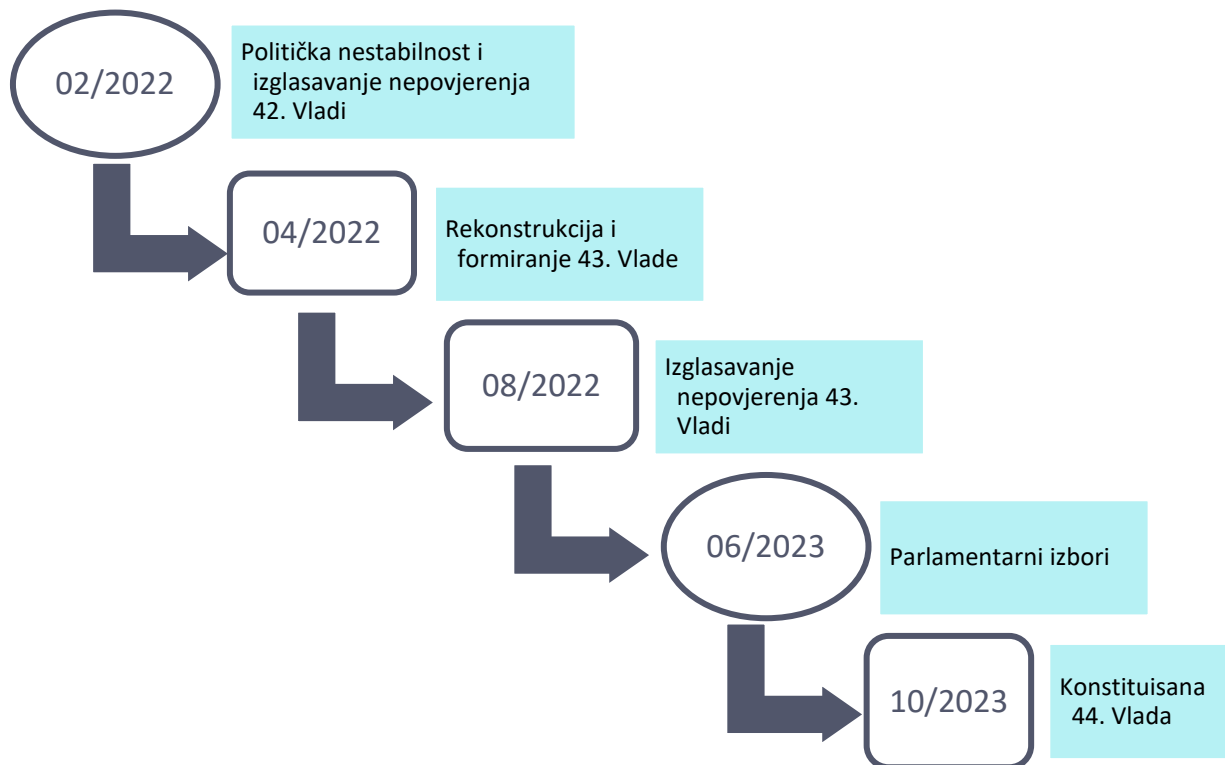 02/2022
Politička nestabilnost i
izglasavanje nepovjerenja
42. Vladi
04/2022
Rekonstrukcija i
formiranje 43. Vlade
08/2022
Izglasavanje
nepovjerenja 43.
Vladi
06/2023
Parlamentarni izbori
10/2023
Konstituisana
44. Vlada